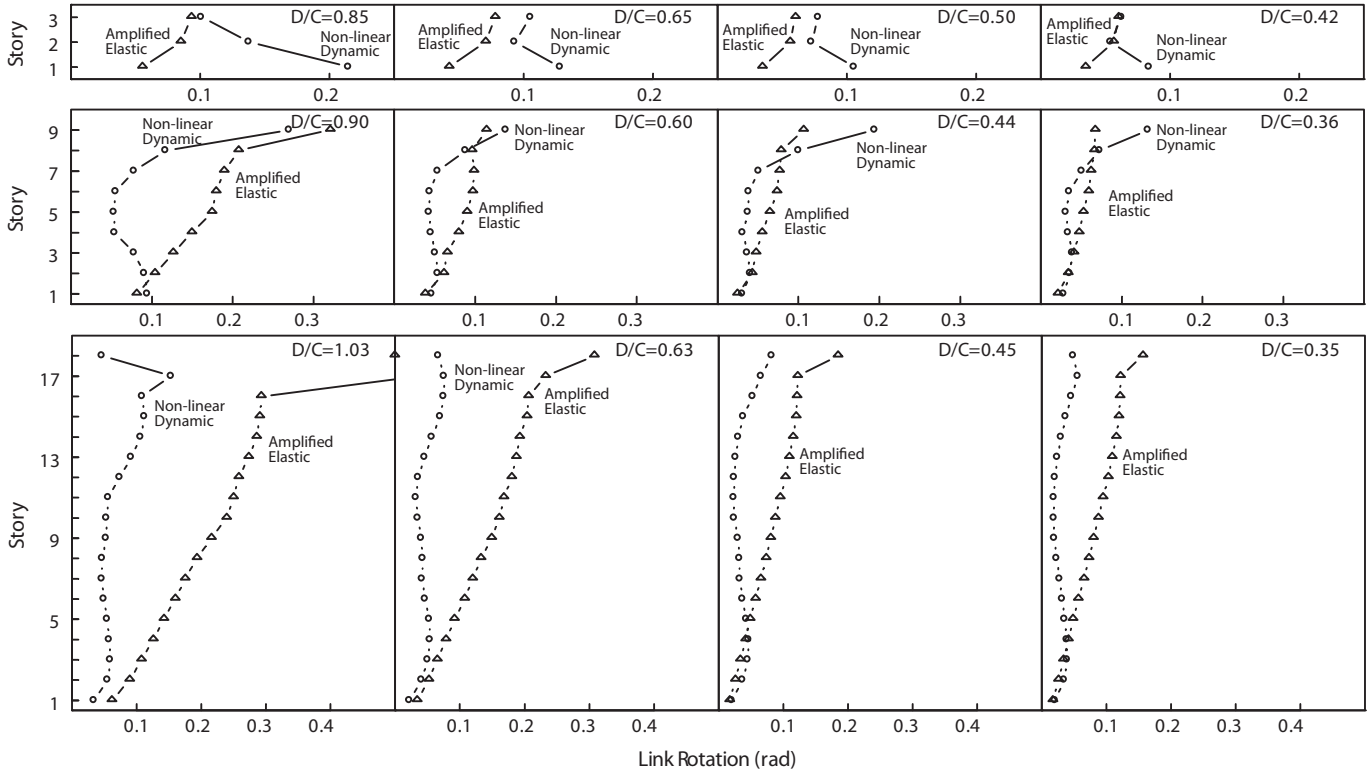 D/C=0.85
D/C=0.65
D/C=0.50
D/C=0.42
Story
3
2
1
Amplified
Elastic
Non-linear
Dynamic
Amplified
Elastic
Non-linear
Dynamic
Amplified
Elastic
Non-linear
Dynamic
Amplified
Elastic
Non-linear
Dynamic
0.1 0.2 0.1 0.2 0.1 0.2 0.1 0.2
D/C=0.90
D/C=0.60
D/C=0.44
D/C=0.36
Story
9
7
5
3
1
Non-linear
Dynamic
Amplified
Elastic
Non-linear
Dynamic
Amplified
Elastic
Non-linear
Dynamic
Amplified
Elastic
Non-linear
Dynamic
Amplified
Elastic
0.1 0.2 0.3 0.1 0.2 0.3 0.1 0.2 0.3 0.1 0.2 0.3
D/C=1.03
D/C=0.63
D/C=0.45
D/C=0.35
Story
17
13
9
5
1
Non-linear
Dynamic
Amplified
Elastic
Non-linear
Dynamic
Amplified
Elastic
Amplified
Elastic
Amplified
Elastic
0.1 0.2 0.3 0.4 0.1 0.2 0.3 0.4 0.1 0.2 0.3 0.4 0.1 0.2 0.3 0.4
Link Rotation (rad)